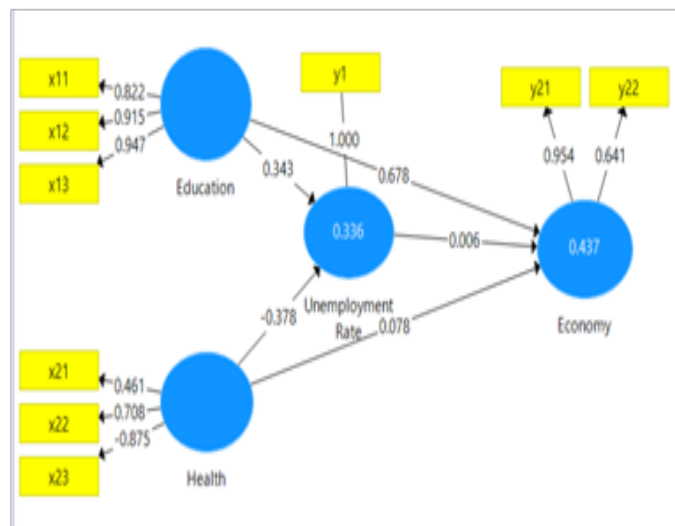 x11
0.822
x12
0.915
0.947
x13
Education
y1
1.000
0.343
0.678
y21
y22
0.954
0.641
0.336
0.006
0.437
Unemployment
Rate
Economy
-0.378
0.078
x21
0.461
x22
0.708
-0.875
x23
Health